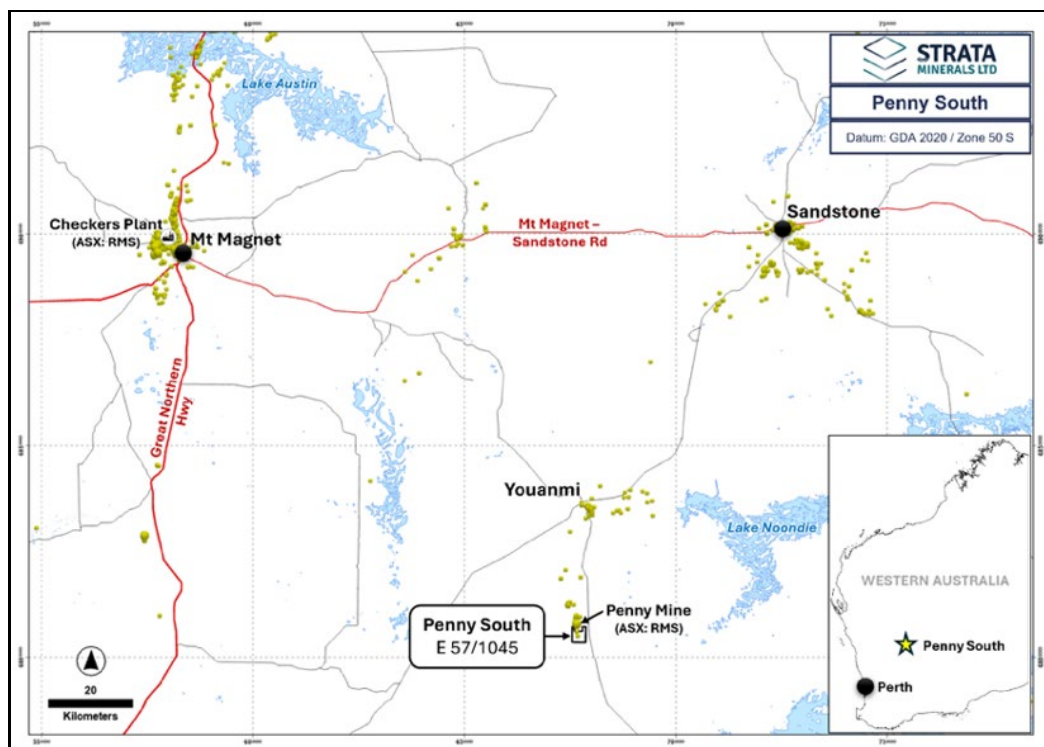 STRATA
MINERALS LTD
Penny South
Datum: GDA 2020 / Zone 50 S
Lake Austin
Checkers Plant
(ASX: RMS)
Mt Magnet
Mt Magnet –
Sandstone Rd
Sandstone
Great Northern
Hwy
Youanmi
Lake Noondie
Penny South
E 57/1045
Penny Mine
(ASX: RMS)
20
Kilometers
WESTERN AUSTRALIA
Penny South
Perth